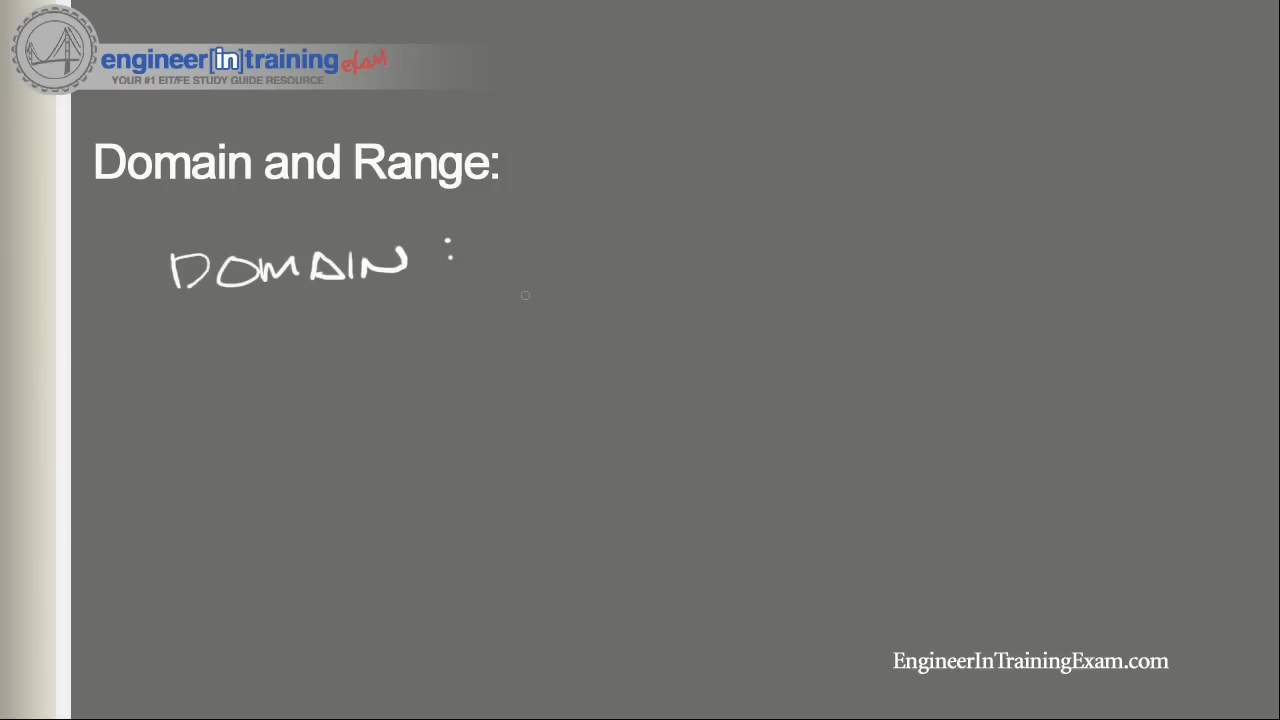 engineer[in]training exam
YOUR #1 EIT/FE STUDY GUIDE RESOURCE
Domain and Range:
DOMAIN :
EngineerInTrainingExam.com